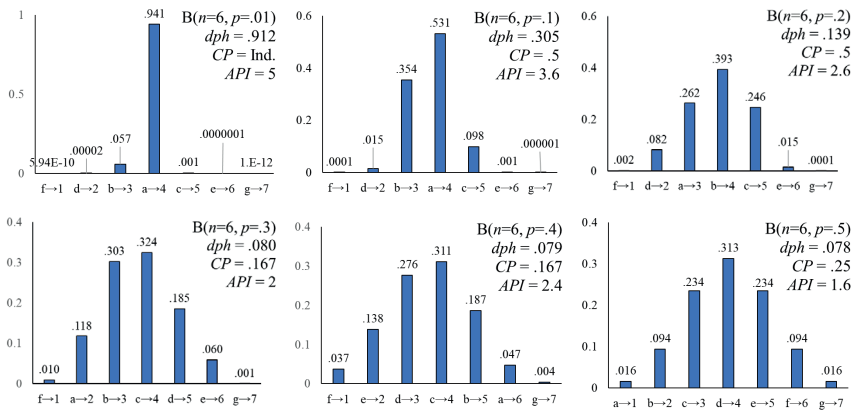 B(n=6, p=.01)
dph = .912
CP = Ind.
API = 5
1
0.5
0
5.94E-10
.00002
.057
.941
.001
.0000001
1.E-12
f→1 d→2 b→3 a→4 c→5 e→6 g→7
B(n=6, p=.1)
dph = .305
CP = .5
API = 3.6
0.6
0.4
0.2
0.0
.0001
.015
.354
.531
.098
.001
.000001
f→1 d→2 b→3 a→4 c→5 e→6 g→7
B(n=6, p=.2)
dph = .139
CP = .5
API = 2.6
0.6
0.4
0.2
0
.002
.082
.262
.393
.246
.015
.0001
f→1 d→2 a→3 b→4 c→5 e→6 g→7
B(n=6, p=.3)
dph = .080
CP = .167
API = 2
0.4
0.3
0.2
0.1
0
.010
.118
.303
.324
.185
.060
.001
f→1 a→2 b→3 c→4 d→5 e→6 g→7
B(n=6, p=.4)
dph = .079
CP = .167
API = 2.4
0.4
0.3
0.2
0.1
0
.037
.138
.276
.311
.187
.047
.004
f→1 e→2 d→3 c→4 b→5 a→6 g→7
B(n=6, p=.5)
dph = .078
CP = .25
API = 1.6
0.4
0.3
0.2
0.1
0.0
.016
.094
.234
.313
.234
.094
.016
a→1 b→2 c→3 d→4 e→5 f→6 g→7